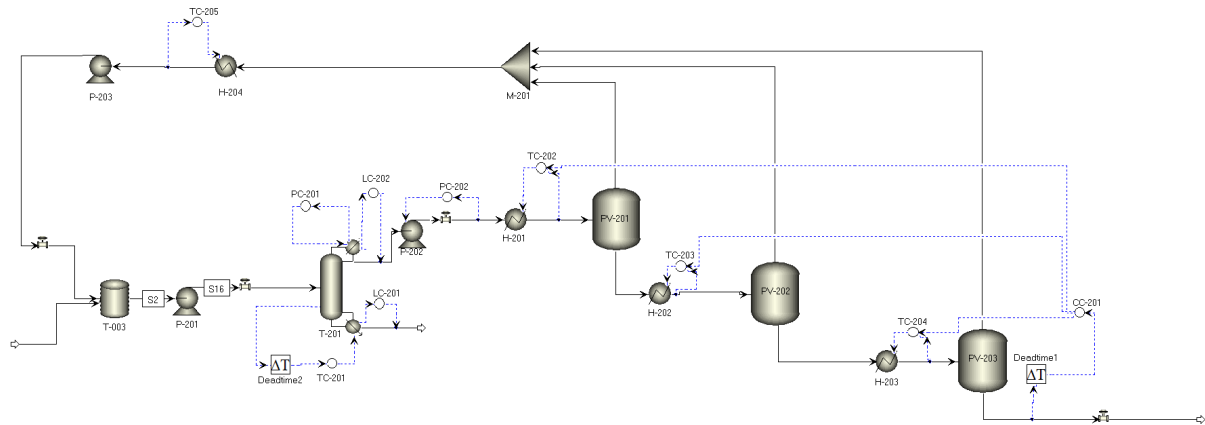 TC-205
P-203
H-204
M-201
TC-202
LC-202
PC-201
PC-202
PV-201
P-202
H-201
TC-203
S2
S16
T-003
P-201
T-201
LC-201
H-202
PV-202
CC-201
TC-204
ΔT
Deadtime2
TC-201
H-203
PV-203
Deadtime1
ΔT